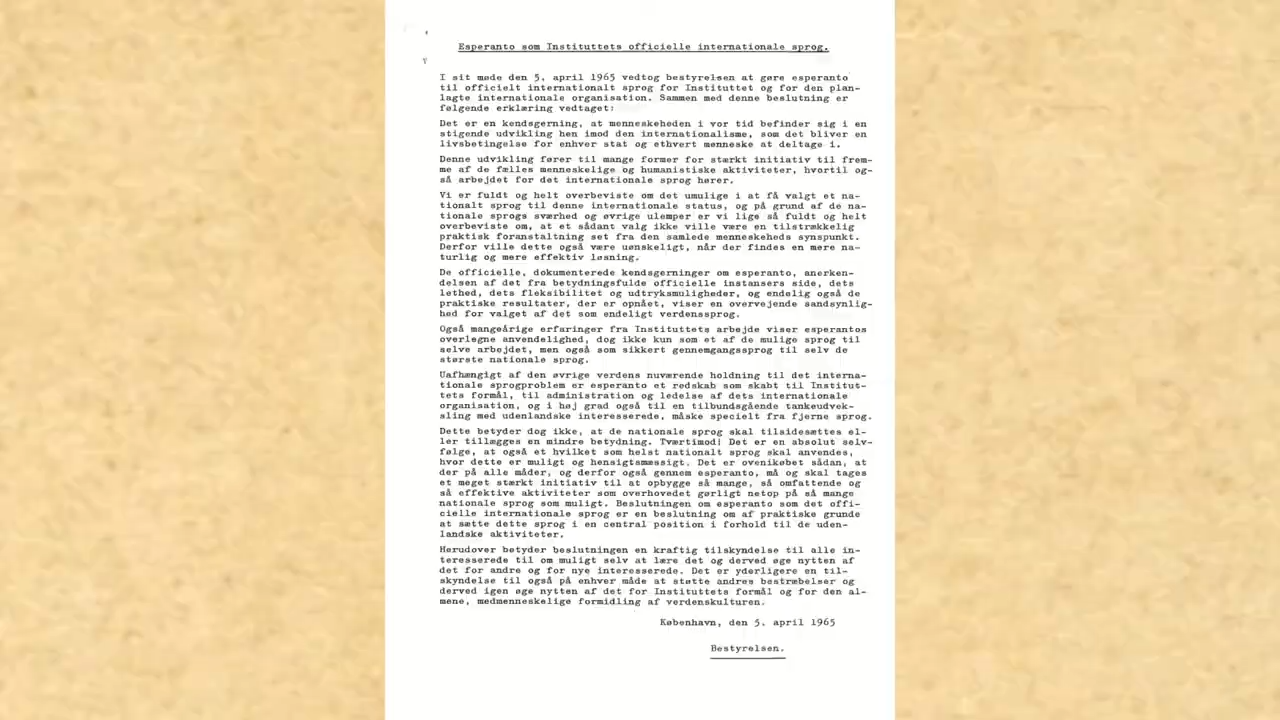 Esperanto som Instituttets officielle internationale sprog.
I sit møde den 5. april 1965 vedtog bestyrelsen at gøre esperanto
til officielt internationalt sprog for Instituttet og for den plan-
lagte internationale organisation. Sammen med denne beslutning er
følgende erklæring vedtaget:
Det er en kendsgerning, at menneskeheden i vor tid befinder sig i en
stigende udvikling hen imod den internationalisme, som det bliver en
livsbetingelse for enhver stat og ethvert menneske at deltage i.
Denne udvikling fører til mange former for stærkt initiativ til frem-
me af de fælles menneskelige og humanistiske aktiviteter, hvortil og-
så arbejdet for det internationale sprog hører.
Vi er fuldt og helt overbeviste om det umulige i at få valgt et na-
tionalt sprog til denne internationale status, og på grund af de na-
tionale sprogs sværhed og øvrige ulemper er vi lige så fuldt og helt
overbeviste om, at et sådant valg ikke ville være en tilstrækkelig
praktisk foranstaltning set fra den samlede menneskeheds synspunkt.
Derfor ville dette også være uønskeligt, når der findes en mere na-
turlig og mere effektiv løsning.
De officielle, dokumenterede kendsgerninger om esperanto, anerken-
delsen af det fra betydningsfulde officielle instansers side, dets
lethed, dets fleksibilitet og udtryksmuligheder, og endelig også de
praktiske resultater, der er opnået, viser en overvejende sandsynlig-
hed for valget af det som endeligt verdenssprog.
Også mangeårige erfaringer fra Instituttets arbejde viser esperantos
overlegne anvendelighed, dog ikke kun som et af de mulige sprog til
selve arbejdet, men også som sikkert gennemgangssprog til selv de
største nationale sprog.
Uafhængigt af den øvrige verdens nuværende holdning til det interna-
tionale sprogproblem er esperanto et redskab som skabt til Institut-
tets formål, til administration og ledelse af dets internationale
organisation, og i høj grad også til en tilbundsgående tankeudvek-
sling med udenlandske interesserede, måske specielt fra fjerne sprog.
Dette betyder dog ikke, at de nationale sprog skal tilsidesættes el-
ler tillægges en mindre betydning. Tværtimod! Det er en absolut selv-
følge, at også et hvilket som helst nationalt sprog skal anvendes,
hvor dette er muligt og hensigtsmæssigt. Det er ovenikøbet sådan, at
der på alle måder, og derfor også gennem esperanto, må og skal tages
et meget stærkt initiativ til at opbygge så mange, så omfattende og
så effektive aktiviteter som overhovedet gørligt netop på så mange
nationale sprog som muligt. Beslutningen om esperanto som det offi-
cielle internationale sprog er en beslutning om af praktiske grunde
at sætte dette sprog i en central position i forhold til de uden-
landske aktiviteter.
Herudover betyder beslutningen en kraftig tilskyndelse til alle in-
teresserede til om muligt selv at lære det og derved øge nytten af
det for andre og for nye interesserede. Det er yderligere en til-
skyndelse til også på enhver måde at støtte andres bestræbelser og
derved igen øge nytten af det for Instituttets formål og for den al-
mene, medmenneskelige formidling af verdenskulturen.
København, den 5. april 1965
Bestyrelsen.